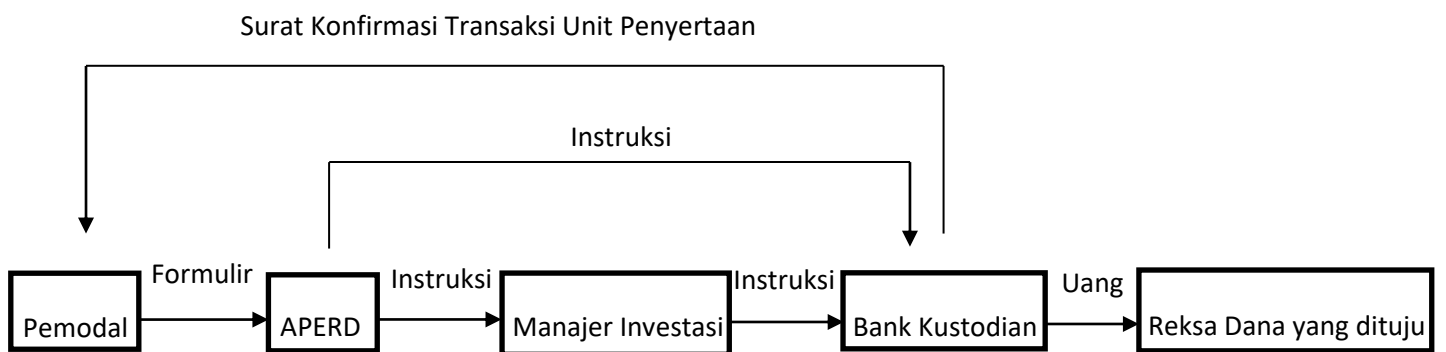 Surat Konfirmasi Transaksi Unit Penyertaan
Instruksi
Formulir
Instruksi
Instruksi
Uang
Pemodal
APERD
Manajer Investasi
Bank Kustodian
Reksa Dana yang dituju